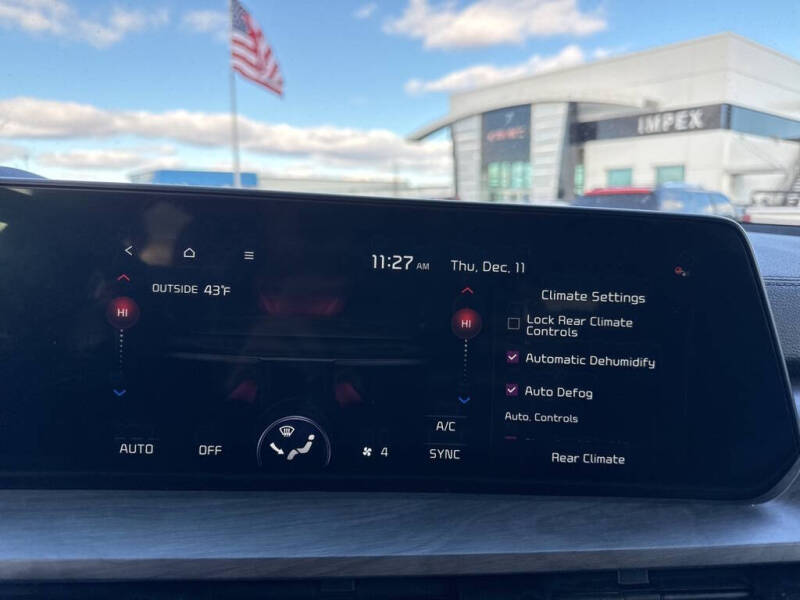 IMPEX
11:27 AM
Thu, Dec. 11
OUTSIDE 43°F
HI
HI
Climate Settings
Lock Rear Climate
Controls
Automatic Dehumidify
Auto Defog
Auto. Controls
A/C
AUTO
OFF
4
SYNC
Rear Climate